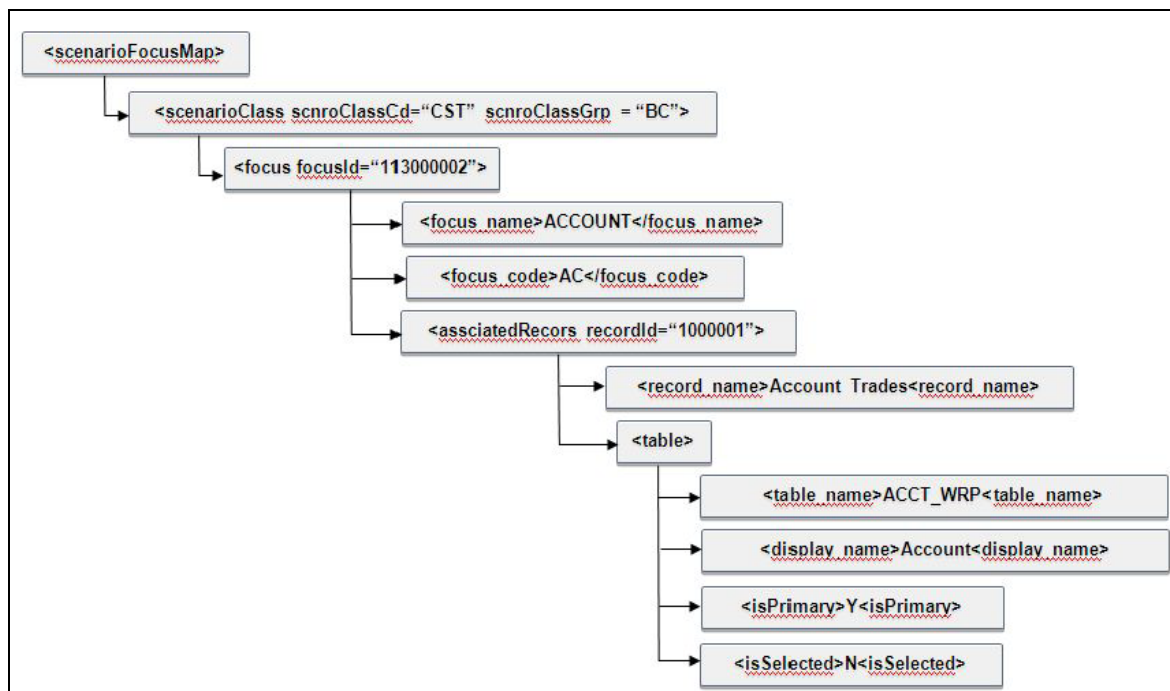 <scenarioFocusMap>
<scenarioClass scnroClassCd=“CST” scnroClassGrp = “BC”>
<focus focusId=“113000002”>
<focus_name>ACCOUNT</focus_name>
<focus_code>AC</focus_code>
<assciatedRecors recordId=“1000001”>
<record_name>Account Trades<record_name>
<table>
<table_name>ACCT_WRP<table_name>
<display_name>Account<display_name>
<isPrimary>Y<isPrimary>
<isSelected>N<isSelected>